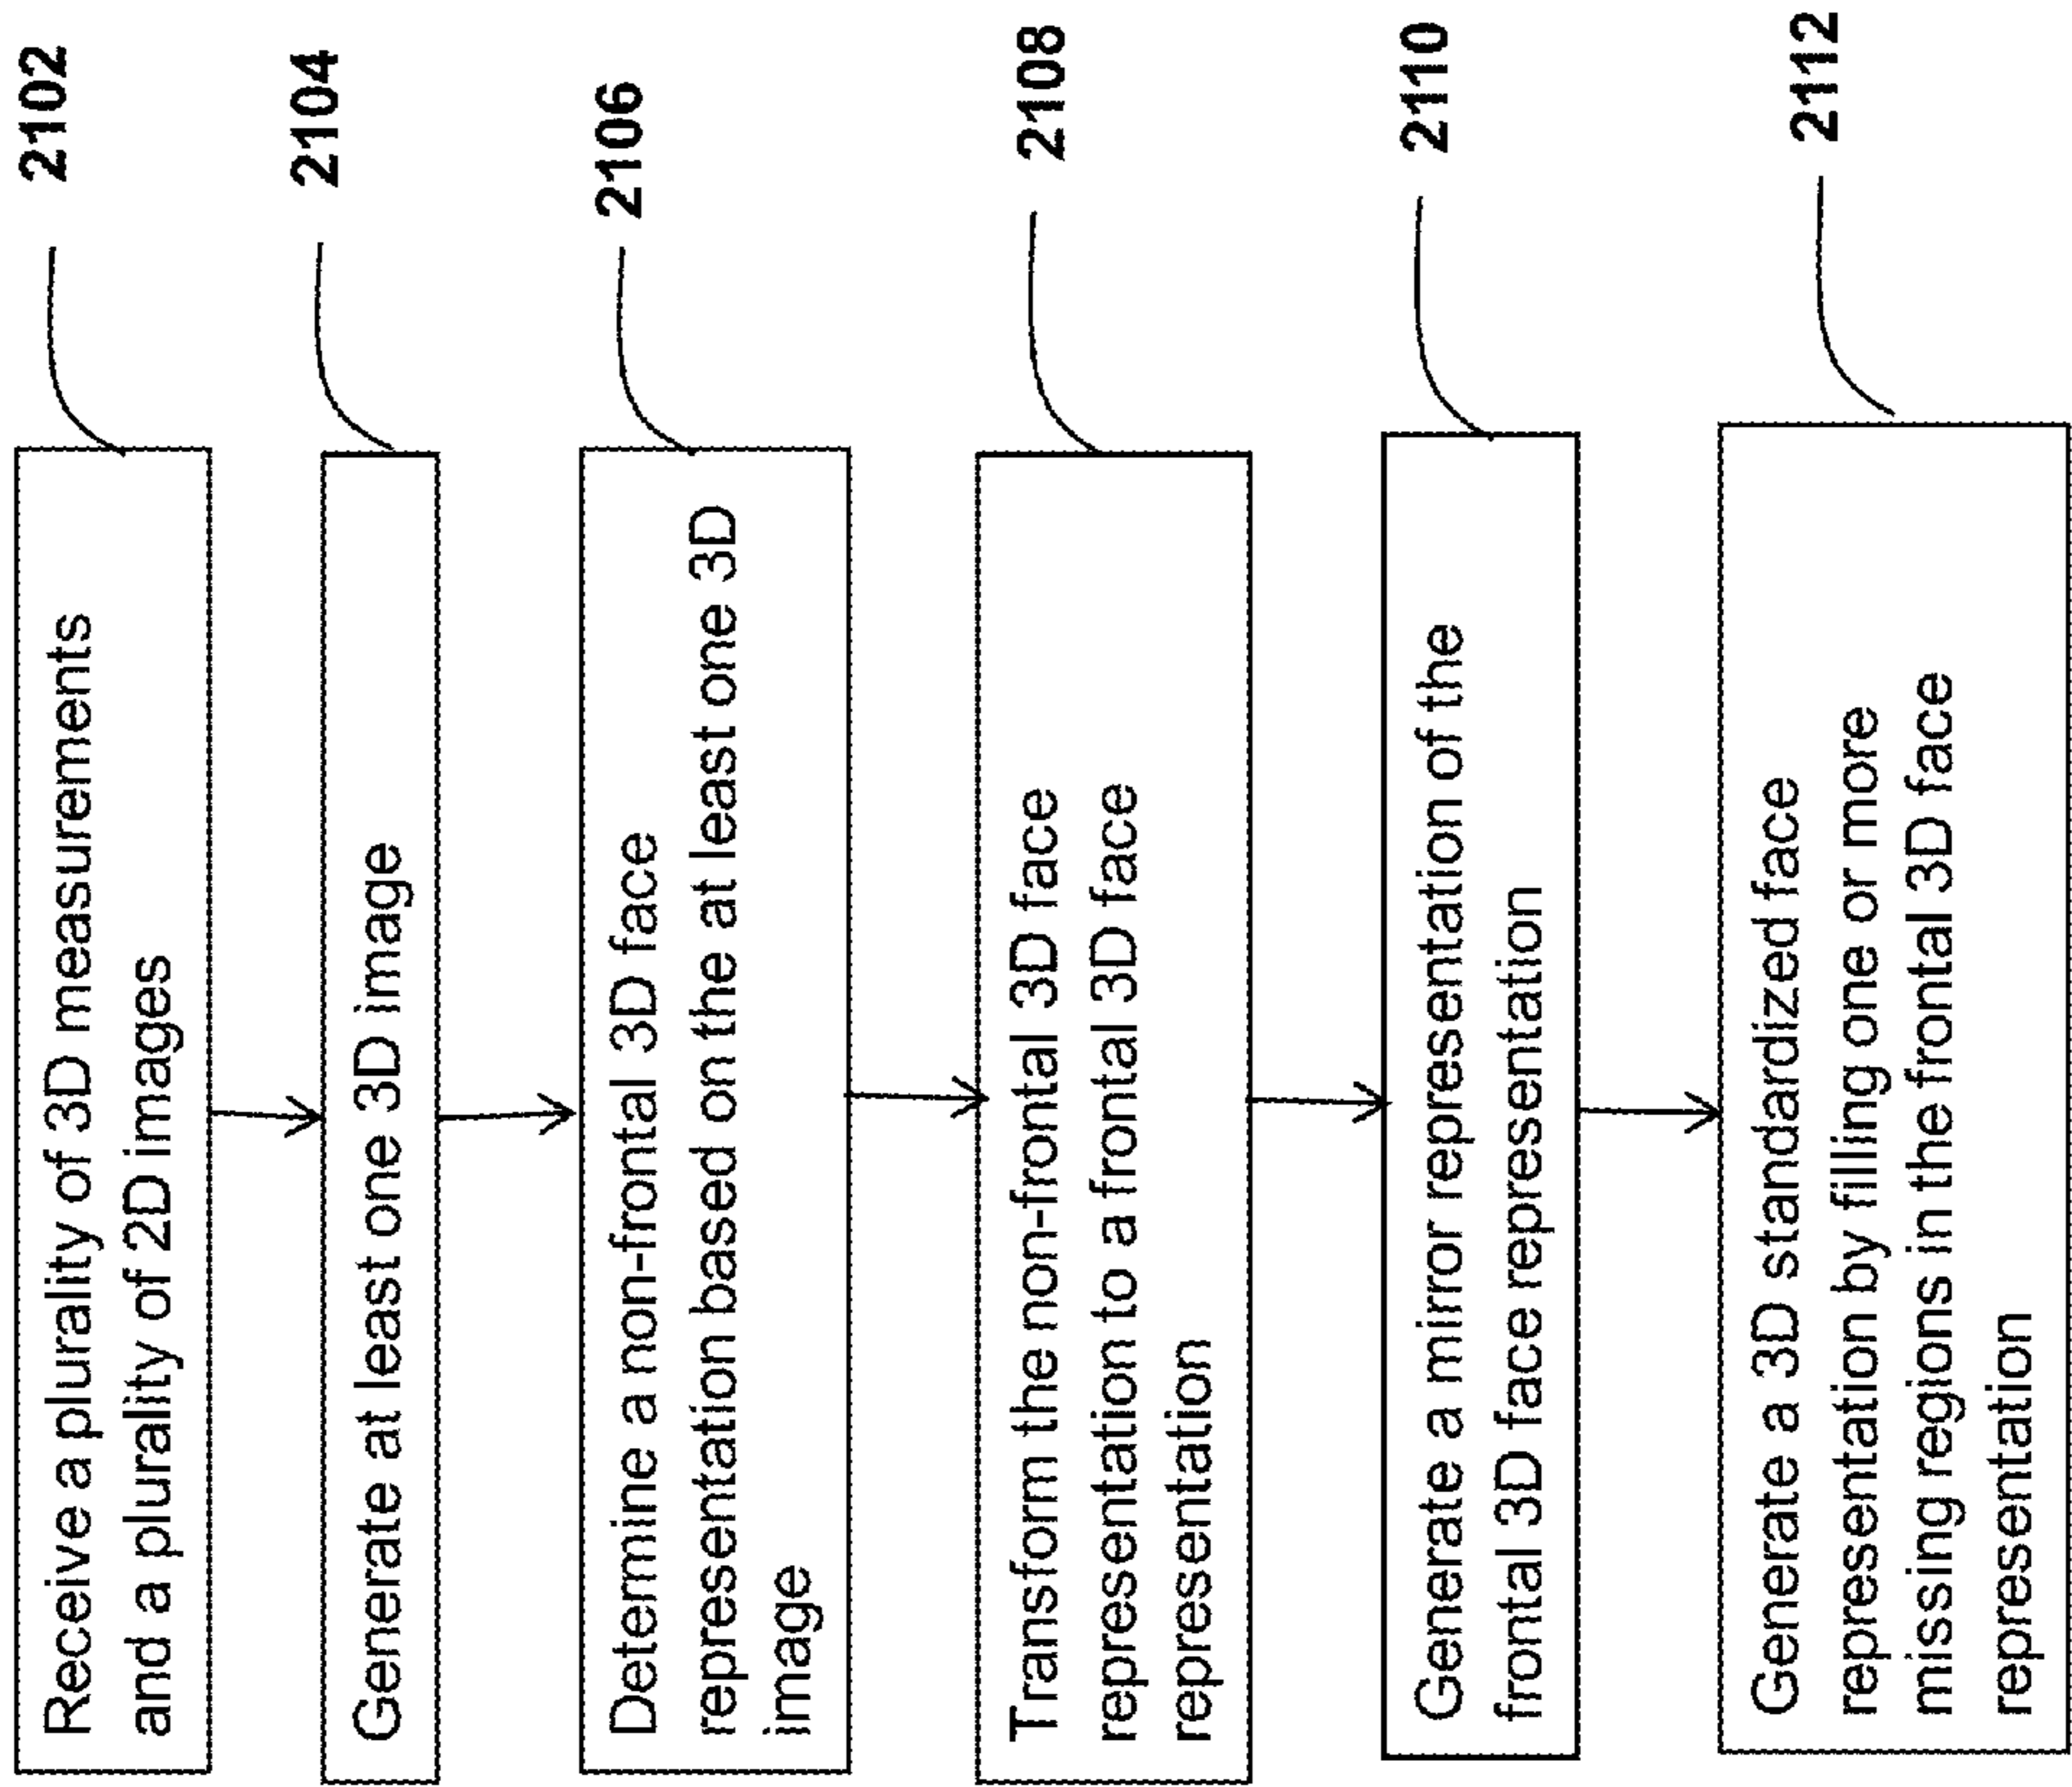 Receive a plurality of 3D measurements
and a plurality of 2D images
2102
Generate at least one 3D image
2104
Determine a non-frontal 3D face
representation based on the at least one 3D
image
2106
Transform the non-frontal 3D face
representation to a frontal 3D face
representation
2108
Generate a mirror representation of the
frontal 3D face representation
2110
Generate a 3D standardized face
representation by filling one or more
missing regions in the frontal 3D face
representation
2112